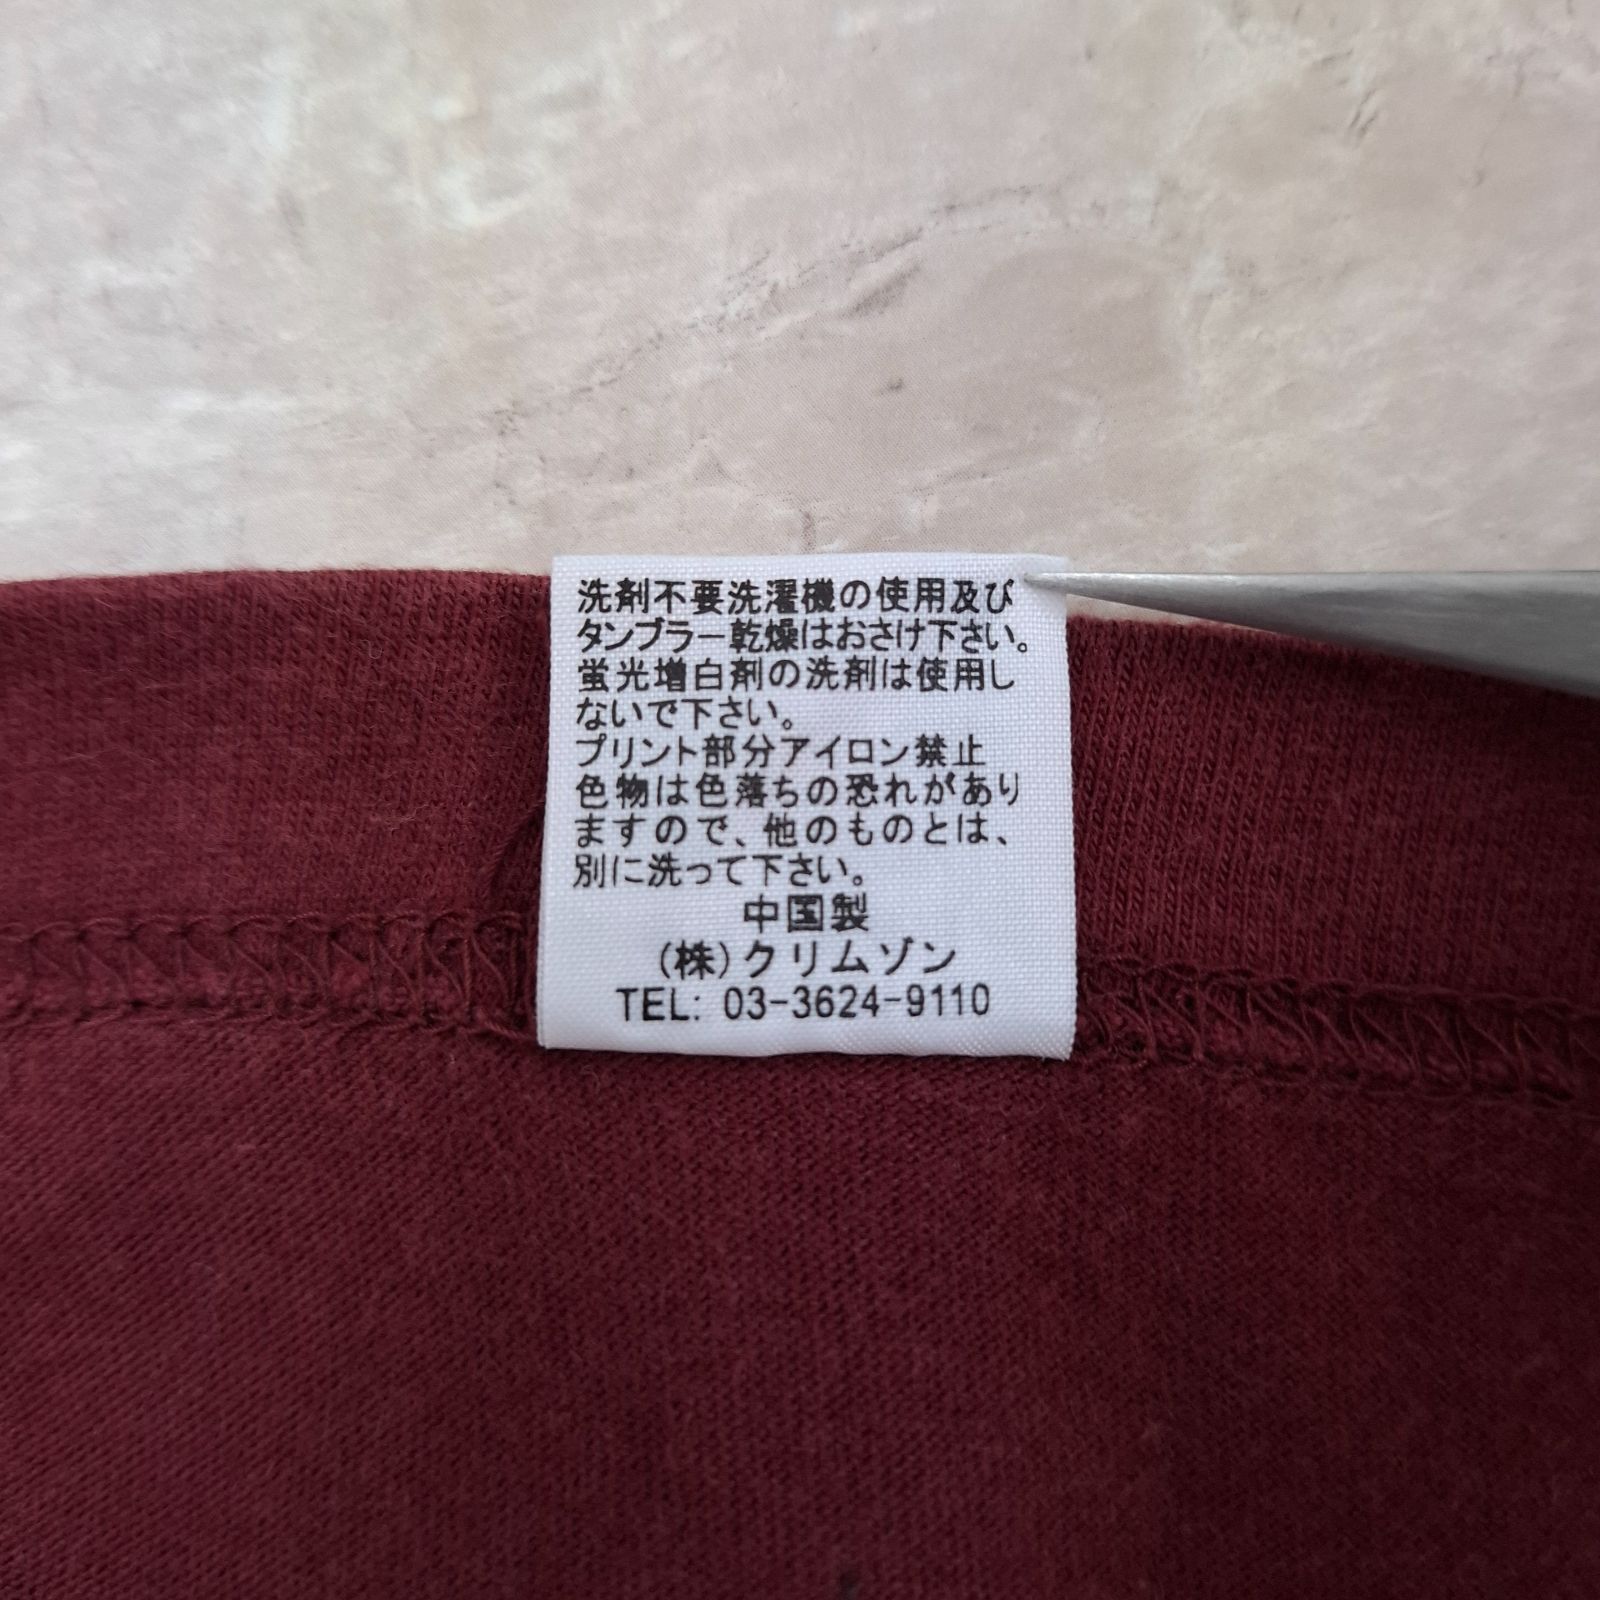 洗剤不要洗濯機の使用及び
タンブラー乾燥はおさけ下さい。
蛍光増白剤の洗剤は使用し
ないで下さい。
プリント部分アイロン禁止
色物は色落ちの恐れがあり
ますので、他のものとは、
別に洗って下さい。
中国製
(株)クリムゾン
TEL: 03-3624-9110